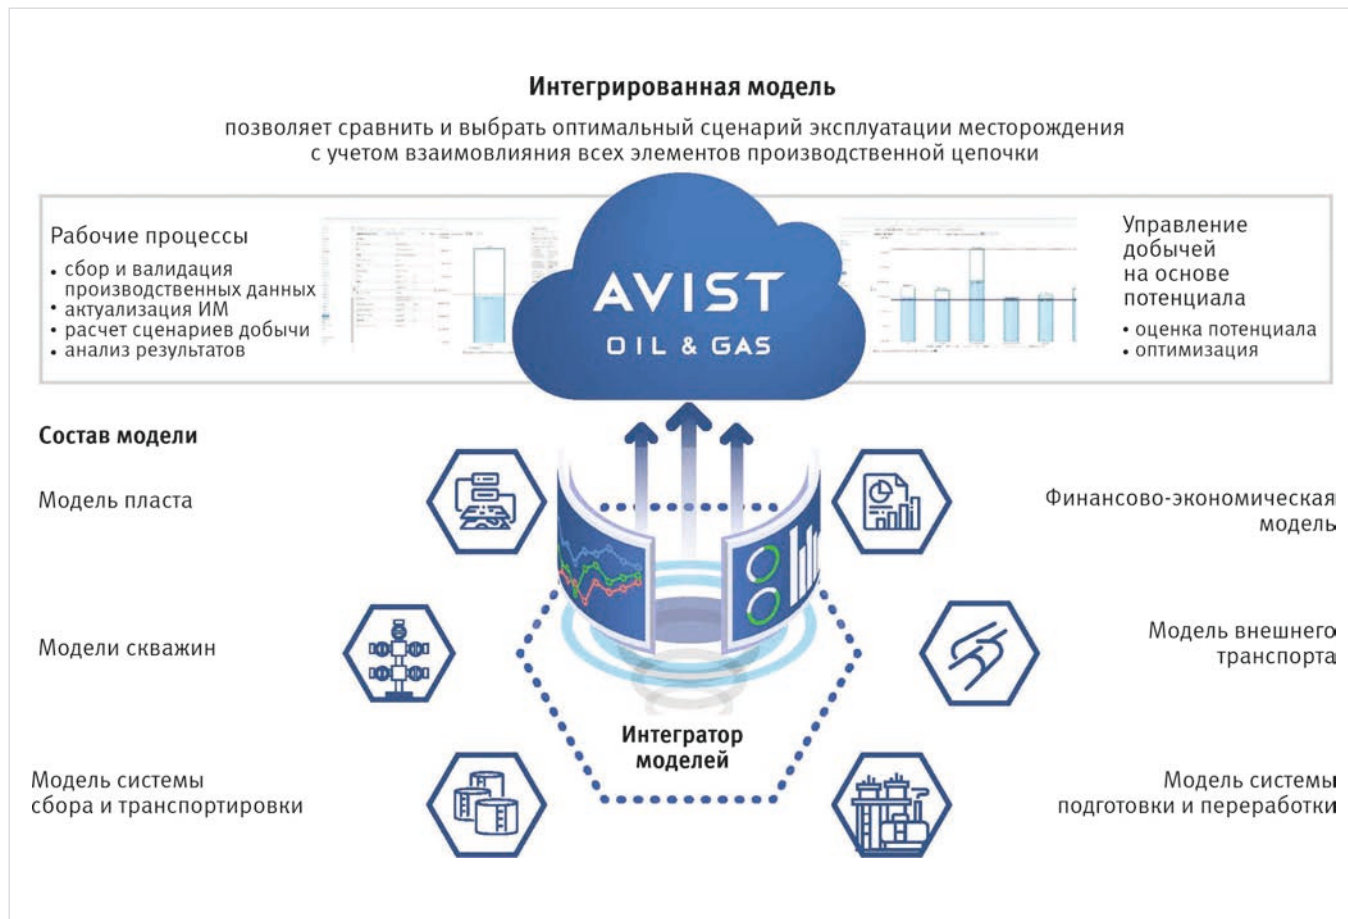 Интегрированная модель
позволяет сравнить и выбрать оптимальный сценарий эксплуатации месторождения
с учетом взаимовлияния всех элементов производственной цепочки
Рабочие процессы
• сбор и валидация
производственных данных
• актуализация ИМ
• расчет сценариев добычи
• анализ результатов
AVIST
OIL & GAS
Управление
добычей
на основе
потенциала
• оценка потенциала
• оптимизация
Состав модели
Модель пласта
Финансово-экономическая
модель
Модели скважин
Модель внешнего
транспорта
Интегратор
моделей
Модель системы
сбора и транспортировки
Модель системы
подготовки и переработки